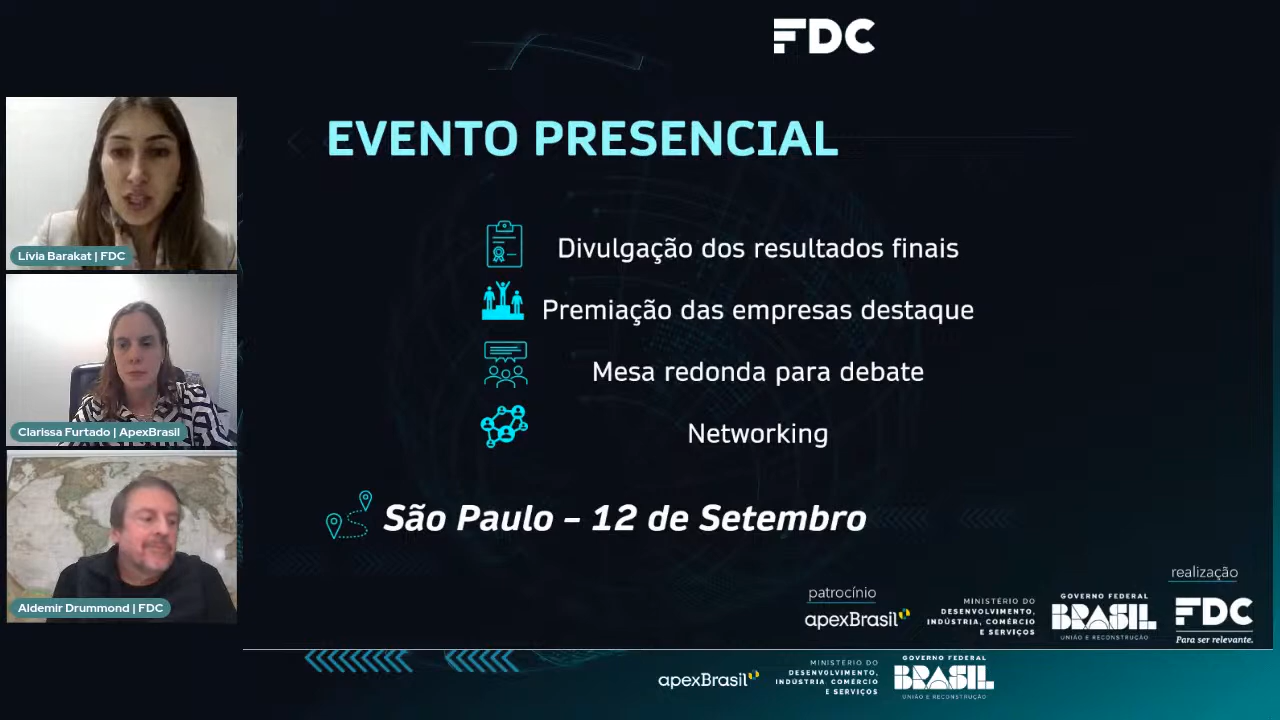 FDC
EVENTO PRESENCIAL
Divulgação dos resultados finais
Premiação das empresas destaque
Mesa redonda para debate
Networking
São Paulo – 12 de Setembro
Lívia Barakat | FDC
Clarissa Furtado | ApexBrasil
Aldemir Drummond | FDC
patrocínio
apexBrasil
MINISTÉRIO DO
DESENVOLVIMENTO,
INDÚSTRIA, COMÉRCIO
E SERVIÇOS
GOVERNO FEDERAL
BRASIL
UNIÃO E RECONSTRUÇÃO
realização
FDC
Para ser relevante.
apexBrasil
MINISTÉRIO DO
DESENVOLVIMENTO,
INDÚSTRIA, COMÉRCIO
E SERVIÇOS
GOVERNO FEDERAL
BRASIL
UNIÃO E RECONSTRUÇÃO